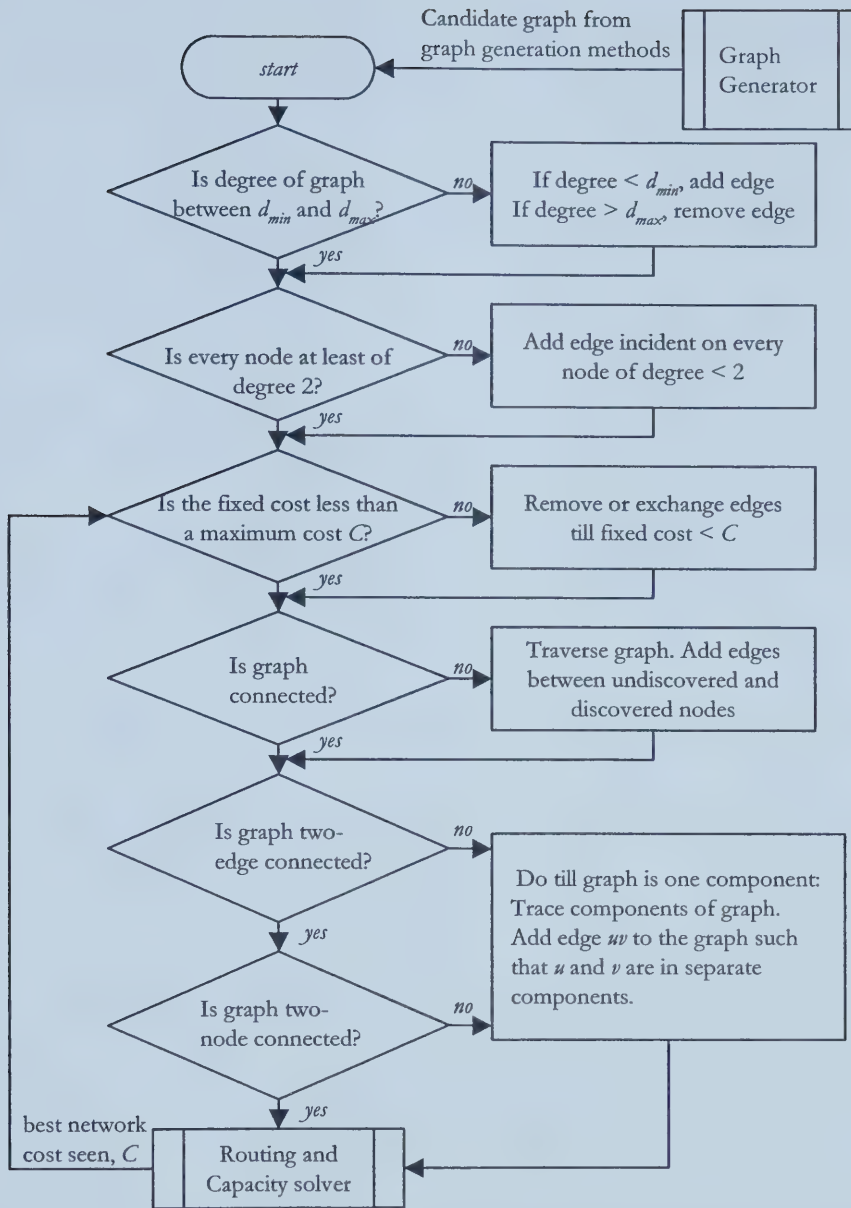 Candidate graph from
graph generation methods
Graph
Generator
start
Is degree of graph
between d_min and d_max?
no
If degree < d_min, add edge
If degree > d_max, remove edge
yes
Is every node at least of
degree 2?
no
Add edge incident on every
node of degree < 2
yes
Is the fixed cost less than
a maximum cost C?
no
Remove or exchange edges
till fixed cost < C
yes
Is graph
connected?
no
Traverse graph. Add edges
between undiscovered and
discovered nodes
yes
Is graph two-
edge connected?
no
Do till graph is one component:
Trace components of graph.
Add edge uv to the graph such
that u and v are in separate
components.
yes
Is graph two-
node connected?
no
yes
best network
cost seen, C
Routing and
Capacity solver